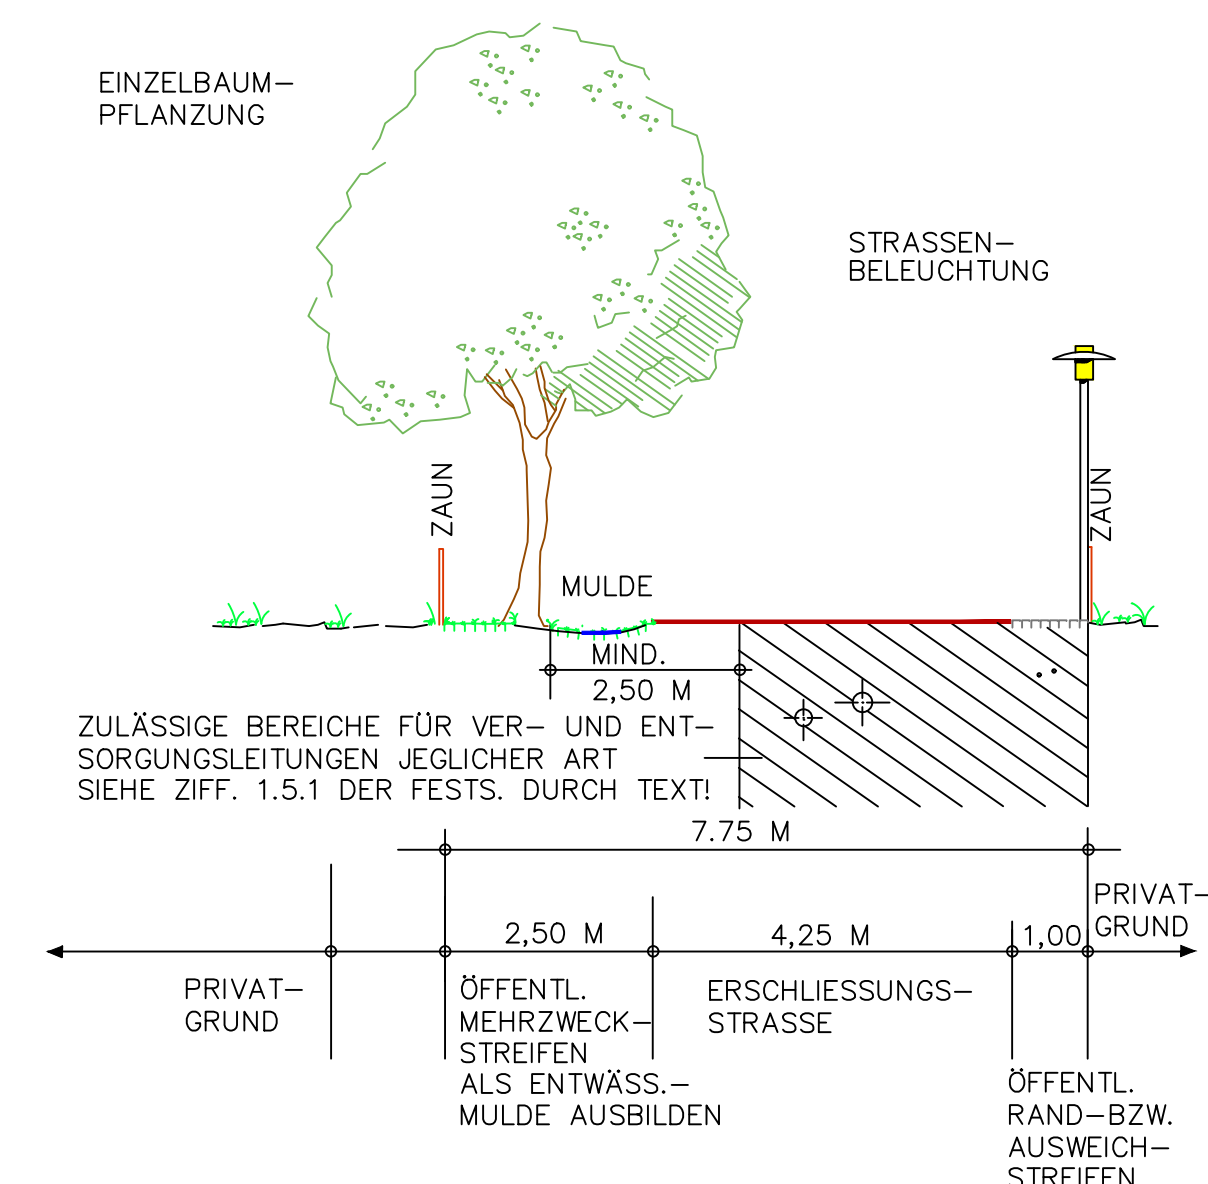 EINZELBAUM-
PFLANZUNG
STRASSEN-
BELEUCHTUNG
ZAUN
ZAUN
MULDE
MIND.
2,50 M
ZULÄSSIGE BEREICHE FÜR VER- UND ENT-
SORGUNGSLEITUNGEN JEGLICHER ART
SIEHE ZIFF. 1.5.1 DER FESTS. DURCH TEXT!
7.75 M
PRIVAT-
GRUND
2,50 M
4,25 M
1,00
PRIVAT-
GRUND
ÖFFENTL.
MEHRZWECK-
STREIFEN
ALS ENTWÄSS.-
MULDE AUSBILDEN
ERSCHLIESSUNGS-
STRASSE
ÖFFENTL.
RAND-BZW.
AUSWEICH-
STREIFEN